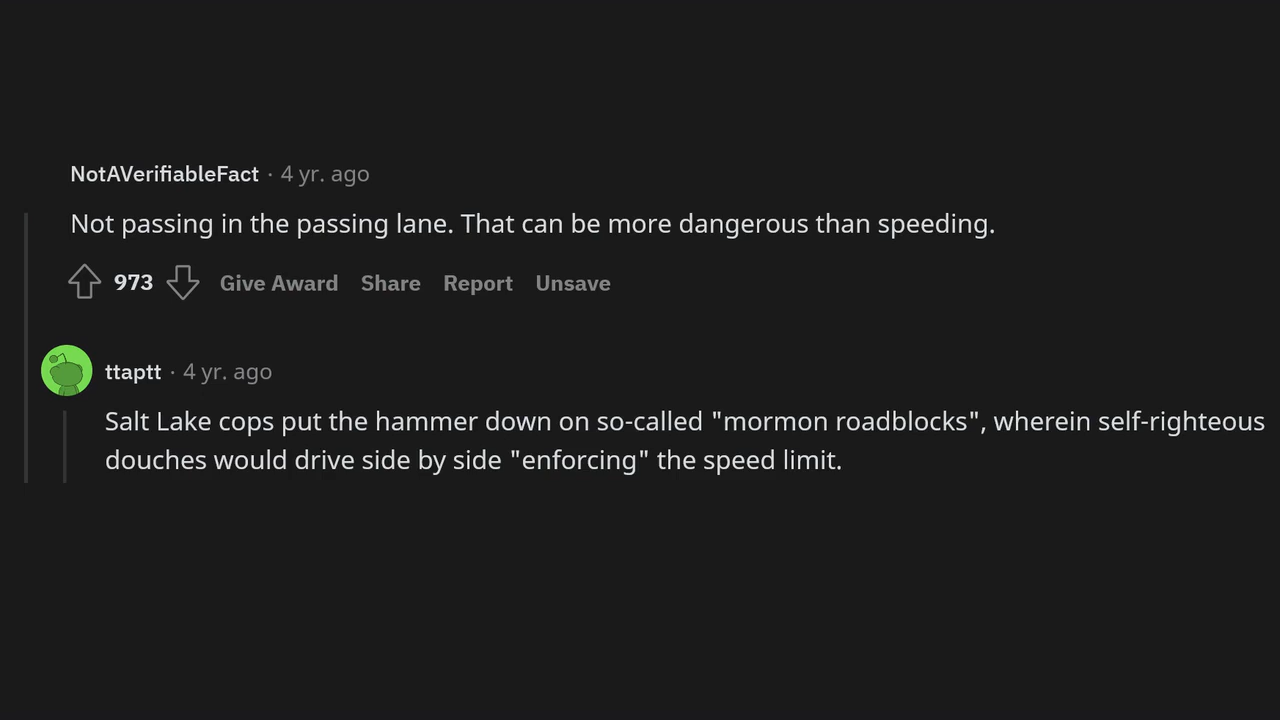 NotAVerifiableFact · 4 yr. ago
Not passing in the passing lane. That can be more dangerous than speeding.
973 Give Award Share Report Unsave
ttaptt · 4 yr. ago
Salt Lake cops put the hammer down on so-called "mormon roadblocks", wherein self-righteous
douches would drive side by side "enforcing" the speed limit.